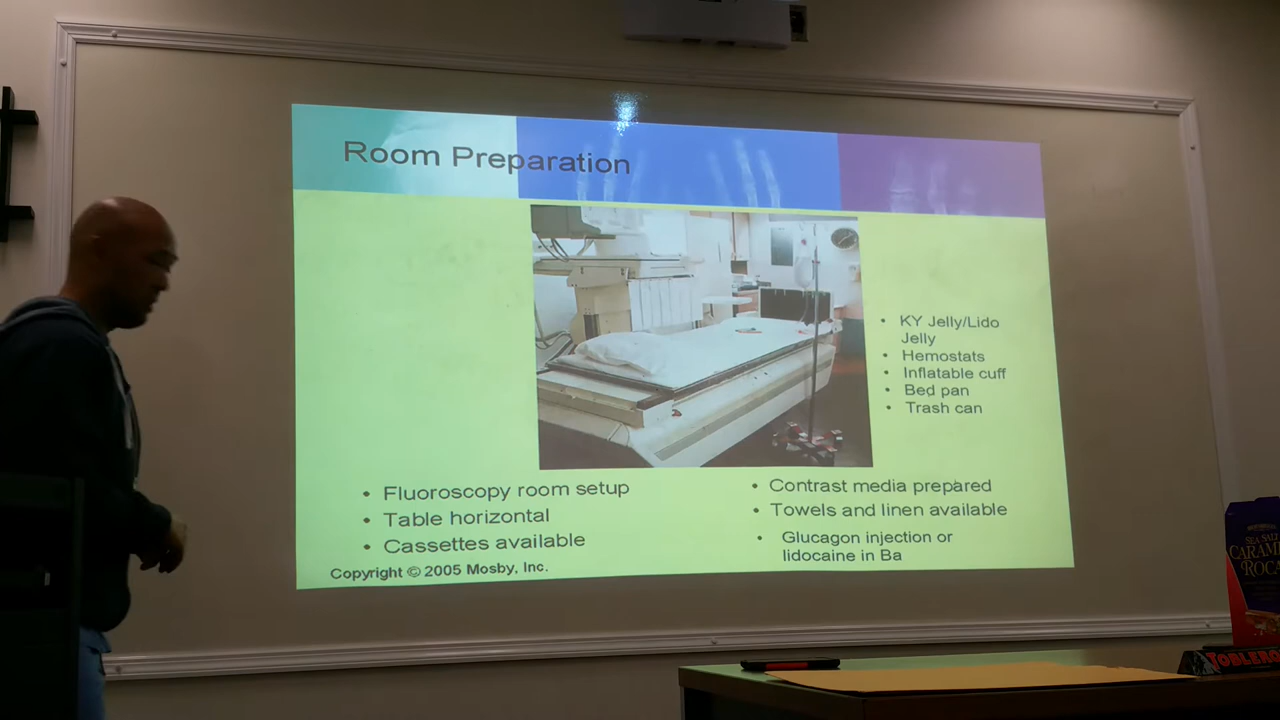 Room Preparation
• KY Jelly/Lido
Jelly
• Hemostats
• Inflatable cuff
• Bed pan
• Trash can
• Fluoroscopy room setup
• Table horizontal
• Cassettes available
• Contrast media prepared
• Towels and linen available
• Glucagon injection or
lidocaine in Ba
Copyright © 2005 Mosby, Inc.
SEA SALT
CARAM
ROCA
TOBLERO